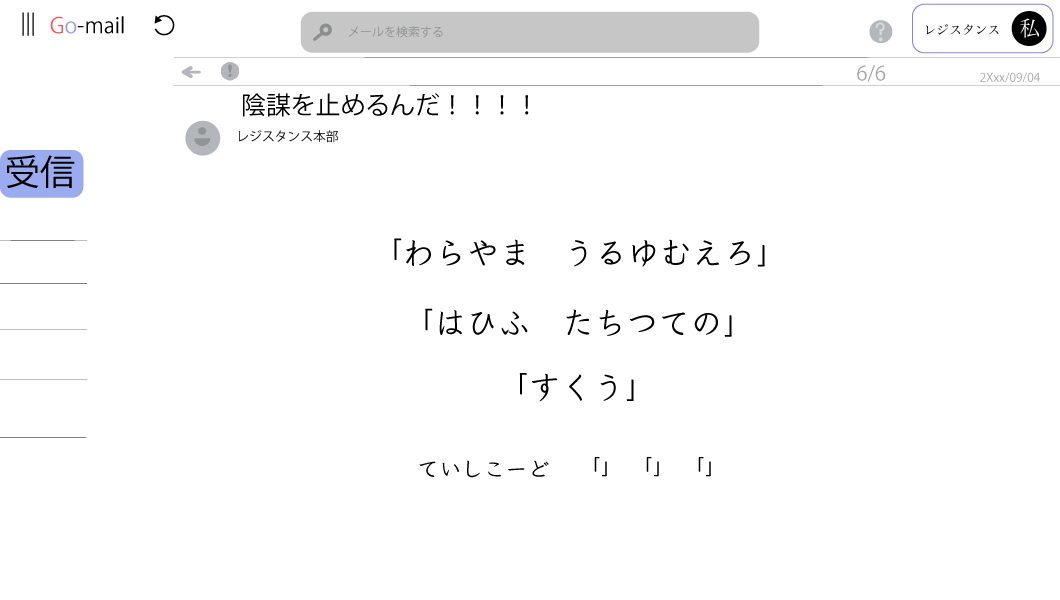 Go-mail
メールを検索する
?
レジスタンス 私
!
6/6
2Xxx/09/04
陰謀を止めるんだ！！！！
レジスタンス本部
受信
「わらやま　うるゆむえろ」
「はひふ　たちつての」
「すくう」
ていしこーど　「」　「」　「」